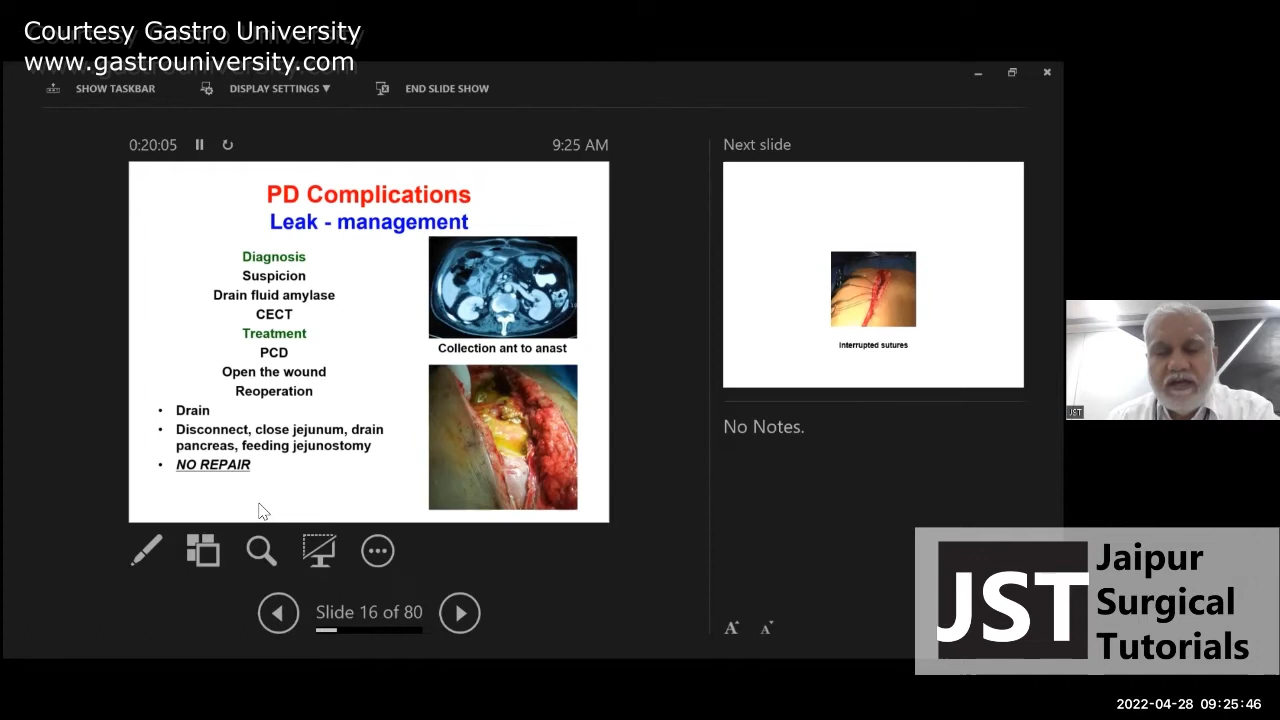 Courtesy Gastro University
www.gastrouniversity.com
SHOW TASKBAR
DISPLAY SETTINGS ▼
END SLIDE SHOW
0:20:05
9:25 AM
PD Complications
Leak - management
Diagnosis
Suspicion
Drain fluid amylase
CECT
Treatment
PCD
Open the wound
Reoperation
• Drain
• Disconnect, close jejunum, drain
pancreas, feeding jejunostomy
• NO REPAIR
Collection ant to anast
Slide 16 of 80
Next slide
Interrupted sutures
No Notes.
A A
JST
JST
Jaipur
Surgical
Tutorials
2022-04-28 09:25:46